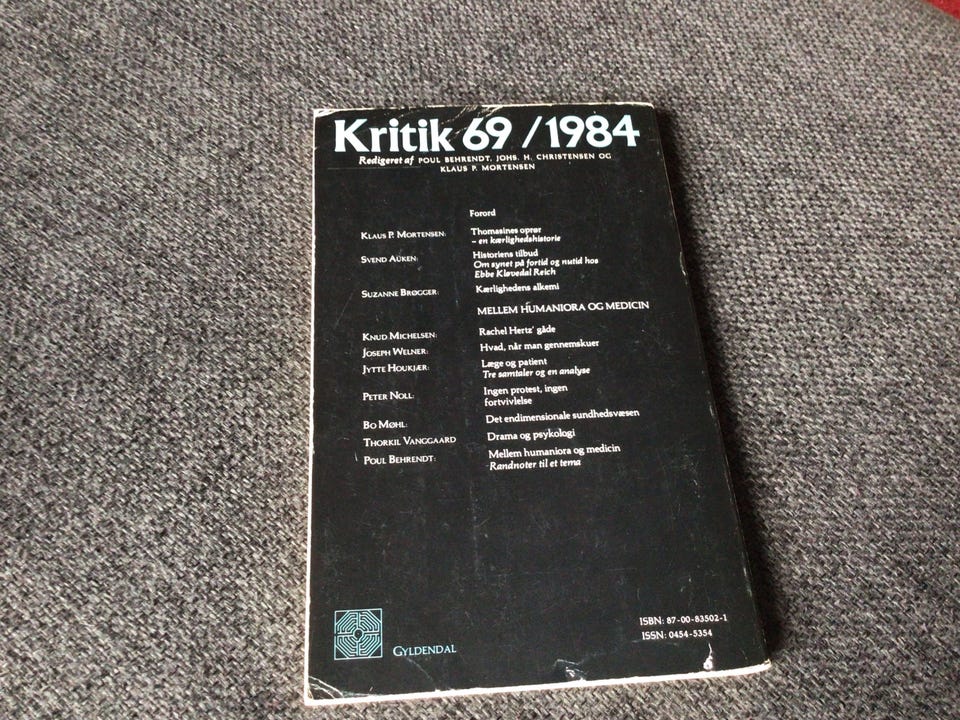 Kritik 69 / 1984
Redigeret af POUL BEHRENDT, JOHS. H. CHRISTENSEN OG
KLAUS P. MORTENSEN
Forord
KLAUS P. MORTENSEN: Thomasines oprør
– en kærlighedshistorie
SVEND AUKEN: Historiens tilbud
Om synet på fortid og nutid hos
Ebbe Kløvedal Reich
SUZANNE BRØGGER: Kærlighedens alkemi
MELLEM HUMANIORA OG MEDICIN
KNUD MICHELSEN: Rachel Hertz' gåde
JOSEPH WELNER: Hvad, når man gennemskuer
JYTTE HOUKJÆR: Læge og patient
Tre samtaler og en analyse
PETER NOLL: Ingen protest, ingen
fortvivlelse
BO MØHL: Det endimensionale sundhedsvæsen
THORKIL VANGGAARD Drama og psykologi
POUL BEHRENDT: Mellem humaniora og medicin
Randnoter til et tema
GYLDENDAL
ISBN: 87-00-83502-1
ISSN: 0454-5354